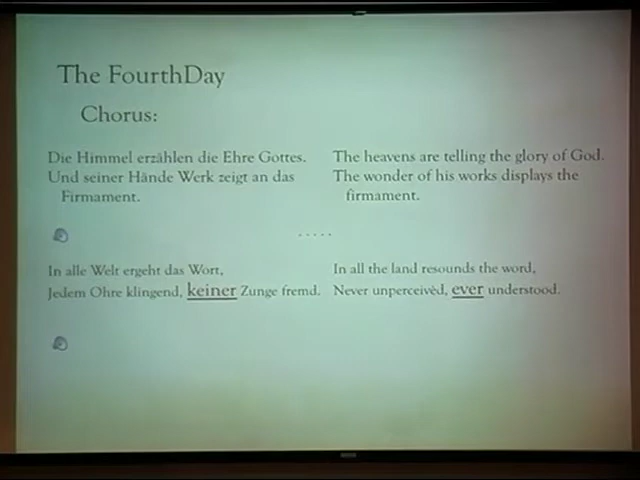 The FourthDay
Chorus:
Die Himmel erzählen die Ehre Gottes.
Und seiner Hände Werk zeigt an das
Firmament.
The heavens are telling the glory of God.
The wonder of his works displays the
firmament.
.....
In alle Welt ergeht das Wort,
Jedem Ohre klingend, keiner Zunge fremd.
In all the land resounds the word,
Never unperceivèd, ever understood.